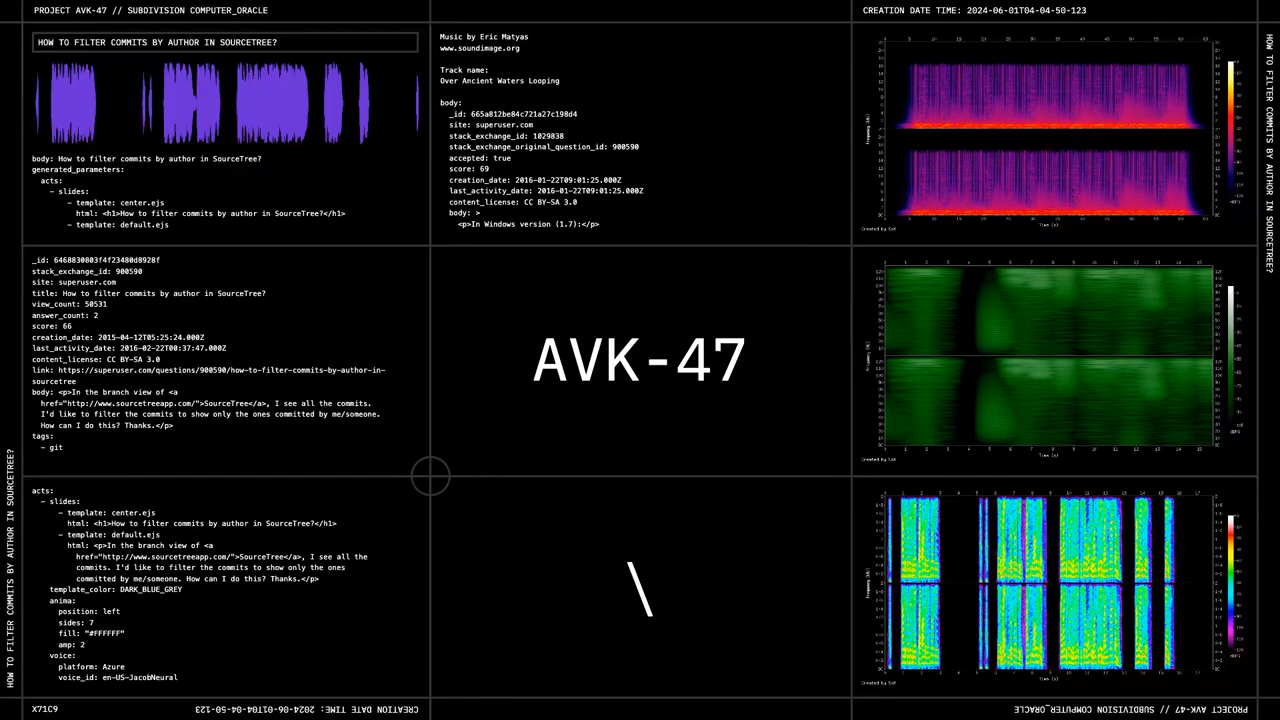 PROJECT AVK-47 // SUBDIVISION COMPUTER_ORACLE
CREATION DATE TIME: 2024-06-01T04-04-50-123
HOW TO FILTER COMMITS BY AUTHOR IN SOURCETREE?
body: How to filter commits by author in SourceTree?
generated_parameters:
acts:
– slides:
– template: center.ejs
html: <h1>How to filter commits by author in SourceTree?</h1>
– template: default.ejs
Music by Eric Matyas
www.soundimage.org
Track name:
Over Ancient Waters Looping
body:
_id: 665a812be84c721a27c198d4
site: superuser.com
stack_exchange_id: 1029838
stack_exchange_original_question_id: 900590
accepted: true
score: 69
creation_date: 2016-01-22T09:01:25.000Z
last_activity_date: 2016-01-22T09:01:25.000Z
content_license: CC BY-SA 3.0
body: >
<p>In Windows version (1.7):</p>
Time (s)
Created by SoX
HOW TO FILTER COMMITS BY AUTHOR IN SOURCETREE?
_id: 6468830803f4f23480d8928f
stack_exchange_id: 900590
site: superuser.com
title: How to filter commits by author in SourceTree?
view_count: 50531
answer_count: 2
score: 66
creation_date: 2015-04-12T05:25:24.000Z
last_activity_date: 2016-02-22T00:37:47.000Z
content_license: CC BY-SA 3.0
link: https://superuser.com/questions/900590/how-to-filter-commits-by-author-in-
sourcetree
body: <p>In the branch view of <a
href="http://www.sourcetreeapp.com/">SourceTree</a>, I see all the commits.
I'd like to filter the commits to show only the ones committed by me/someone.
How can I do this? Thanks.</p>
tags:
– git
AVK-47
Time (s)
Created by SoX
acts:
– slides:
– template: center.ejs
html: <h1>How to filter commits by author in SourceTree?</h1>
– template: default.ejs
html: <p>In the branch view of <a
href="http://www.sourcetreeapp.com/">SourceTree</a>, I see all the
commits. I'd like to filter the commits to show only the ones
committed by me/someone. How can I do this? Thanks.</p>
template_color: DARK_BLUE_GREY
anima:
position: left
sides: 7
fill: "#FFFFFF"
amp: 2
voice:
platform: Azure
voice_id: en-US-JacobNeural
\
Time (s)
Created by SoX
HOW TO FILTER COMMITS BY AUTHOR IN SOURCETREE?
X71C9
CREATION DATE TIME: 2024-06-01T04-04-50-123
PROJECT AVK-47 // SUBDIVISION COMPUTER_ORACLE